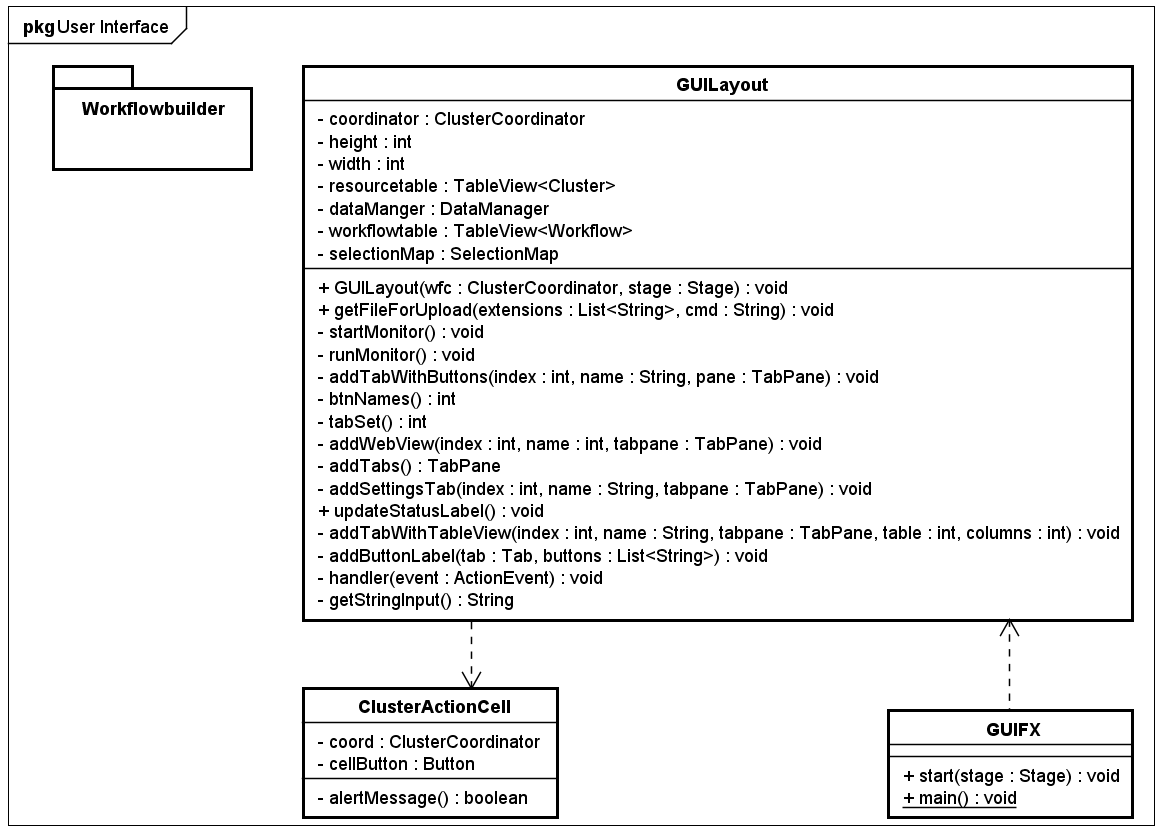 pkg User Interface
Workflowbuilder
GUILayout
- coordinator : ClusterCoordinator
- height : int
- width : int
- resourcetable : TableView<Cluster>
- dataManger : DataManager
- workflowtable : TableView<Workflow>
- selectionMap : SelectionMap
+ GUILayout(wfc : ClusterCoordinator, stage : Stage) : void
+ getFileForUpload(extensions : List<String>, cmd : String) : void
- startMonitor() : void
- runMonitor() : void
- addTabWithButtons(index : int, name : String, pane : TabPane) : void
- btnNames() : int
- tabSet() : int
- addWebView(index : int, name : int, tabpane : TabPane) : void
- addTabs() : TabPane
- addSettingsTab(index : int, name : String, tabpane : TabPane) : void
+ updateStatusLabel() : void
- addTabWithTableView(index : int, name : String, tabpane : TabPane, table : int, columns : int) : void
- addButtonLabel(tab : Tab, buttons : List<String>) : void
- handler(event : ActionEvent) : void
- getStringInput() : String
ClusterActionCell
- coord : ClusterCoordinator
- cellButton : Button
- alertMessage() : boolean
GUIFX
+ start(stage : Stage) : void
+ main() : void